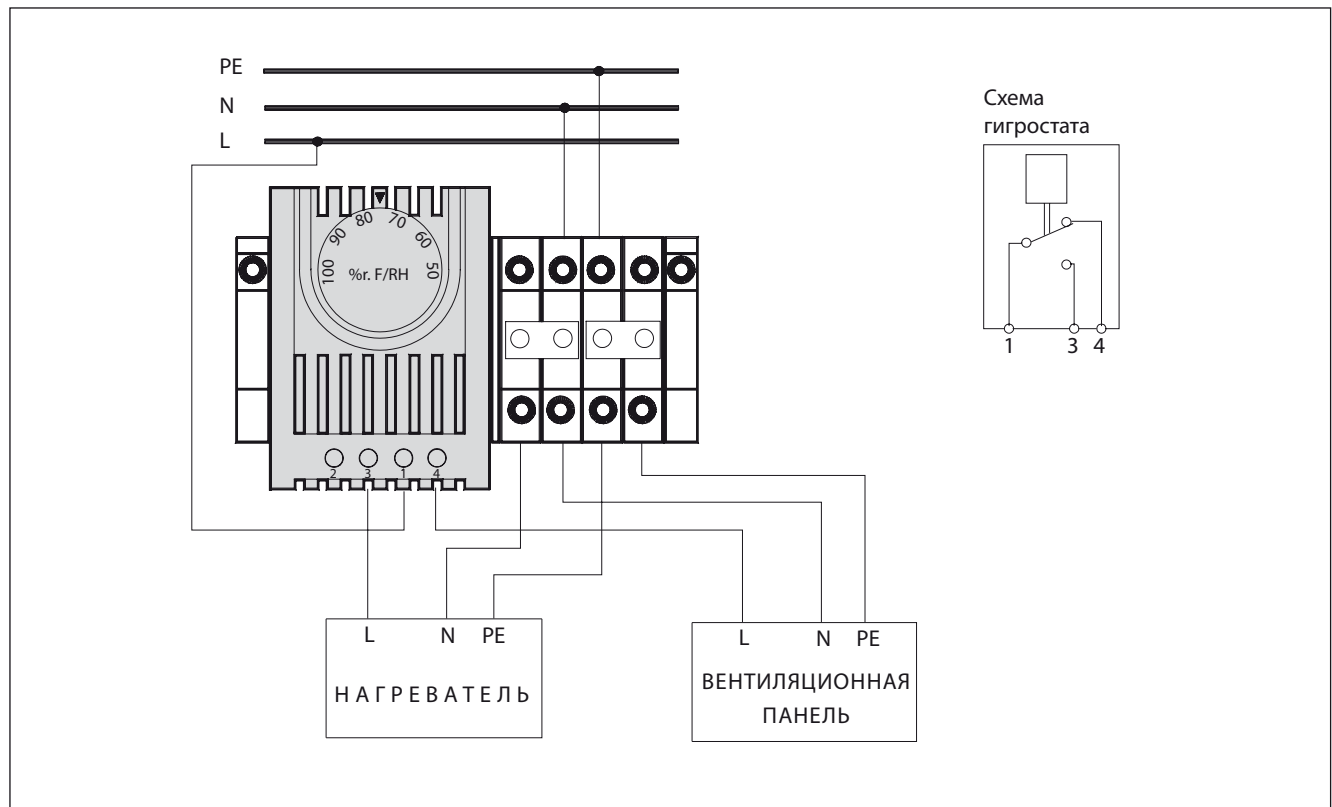 PE
N
L
Схема
гигростата
100 90 80 70 60 50
%r. F/RH
1 3 4
2 3 1 4
L N PE
НАГРЕВАТЕЛЬ
L N PE
ВЕНТИЛЯЦИОННАЯ
ПАНЕЛЬ